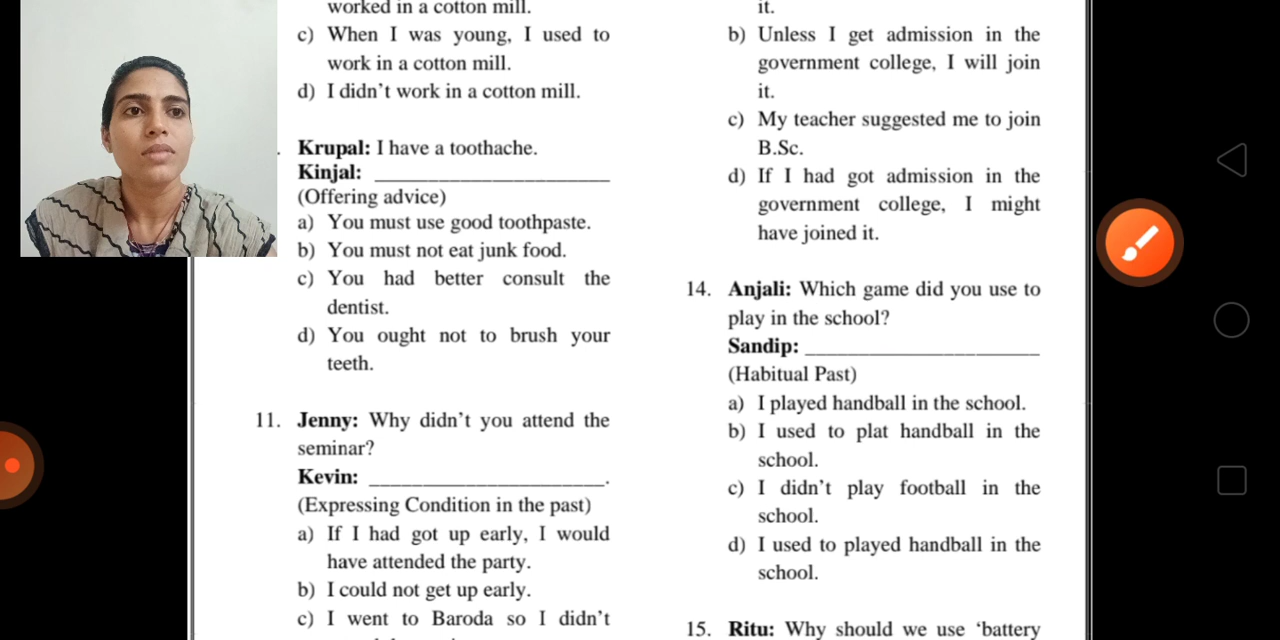 worked in a cotton mill.
c) When I was young, I used to
work in a cotton mill.
d) I didn't work in a cotton mill.
. Krupal: I have a toothache.
Kinjal: ______________________
(Offering advice)
a) You must use good toothpaste.
b) You must not eat junk food.
c) You had better consult the
dentist.
d) You ought not to brush your
teeth.
11. Jenny: Why didn't you attend the
seminar?
Kevin: ______________________.
(Expressing Condition in the past)
a) If I had got up early, I would
have attended the party.
b) I could not get up early.
c) I went to Baroda so I didn't
it.
b) Unless I get admission in the
government college, I will join
it.
c) My teacher suggested me to join
B.Sc.
d) If I had got admission in the
government college, I might
have joined it.
14. Anjali: Which game did you use to
play in the school?
Sandip: ______________________
(Habitual Past)
a) I played handball in the school.
b) I used to plat handball in the
school.
c) I didn't play football in the
school.
d) I used to played handball in the
school.
15. Ritu: Why should we use 'battery